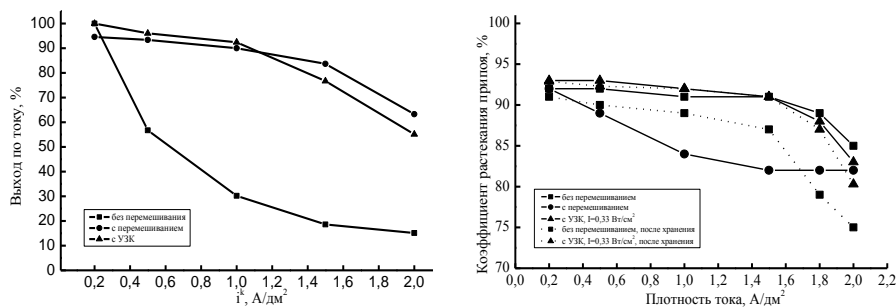 100
90
80
70
60
50
40
30
20
10
0
Выход по току, %
без перемешивания
с перемешиванием
с УЗК
0,2 0,4 0,6 0,8 1,0 1,2 1,4 1,6 1,8 2,0
iᵏ, А/дм²
95
90
85
80
75
70
Коэффициент растекания припоя, %
без перемешиванием
с перемешиванием
с УЗК, I=0,33 Вт/см²
без перемешиванием, после хранения
с УЗК, I=0,33 Вт/см², после хранения
0,0 0,2 0,4 0,6 0,8 1,0 1,2 1,4 1,6 1,8 2,0 2,2
Плотность тока, А/дм²